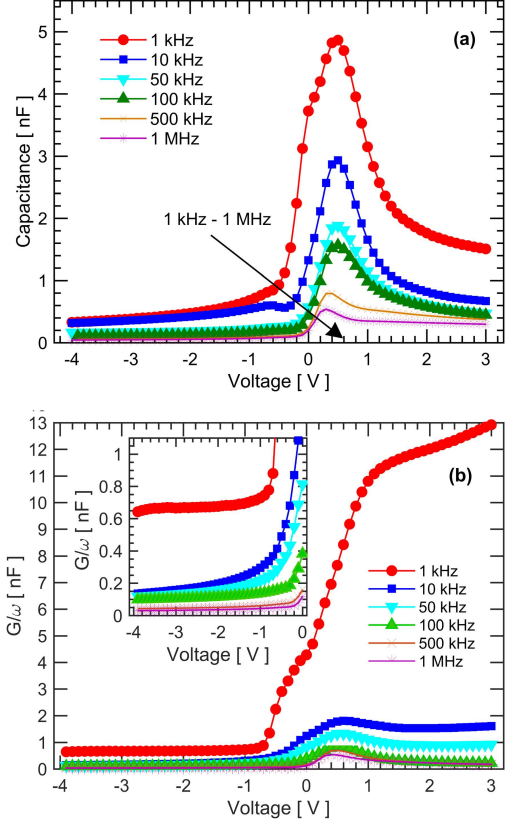 (a)
5
4
3
2
1
0
Capacitance [ nF ]
1 kHz
10 kHz
50 kHz
100 kHz
500 kHz
1 MHz
1 kHz - 1 MHz
-4 -3 -2 -1 0 1 2 3
Voltage [ V ]
(b)
13
12
11
10
9
8
7
6
5
4
3
2
1
0
G/ω [ nF ]
1
0.8
0.6
0.4
0.2
0
G/ω [ nF ]
-4 -3 -2 -1 0
Voltage [ V ]
1 kHz
10 kHz
50 kHz
100 kHz
500 kHz
1 MHz
-4 -3 -2 -1 0 1 2 3
Voltage [ V ]